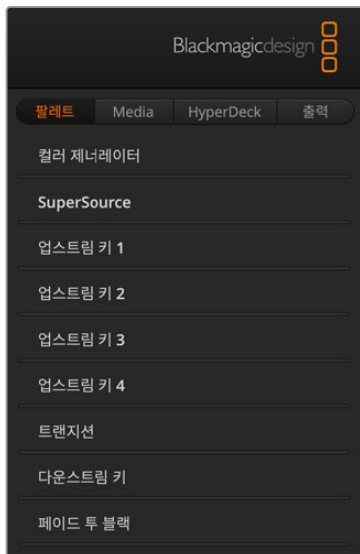 Blackmagicdesign
팔레트 Media HyperDeck 출력
컬러 제너레이터
SuperSource
업스트림 키 1
업스트림 키 2
업스트림 키 3
업스트림 키 4
트랜지션
다운스트림 키
페이드 투 블랙